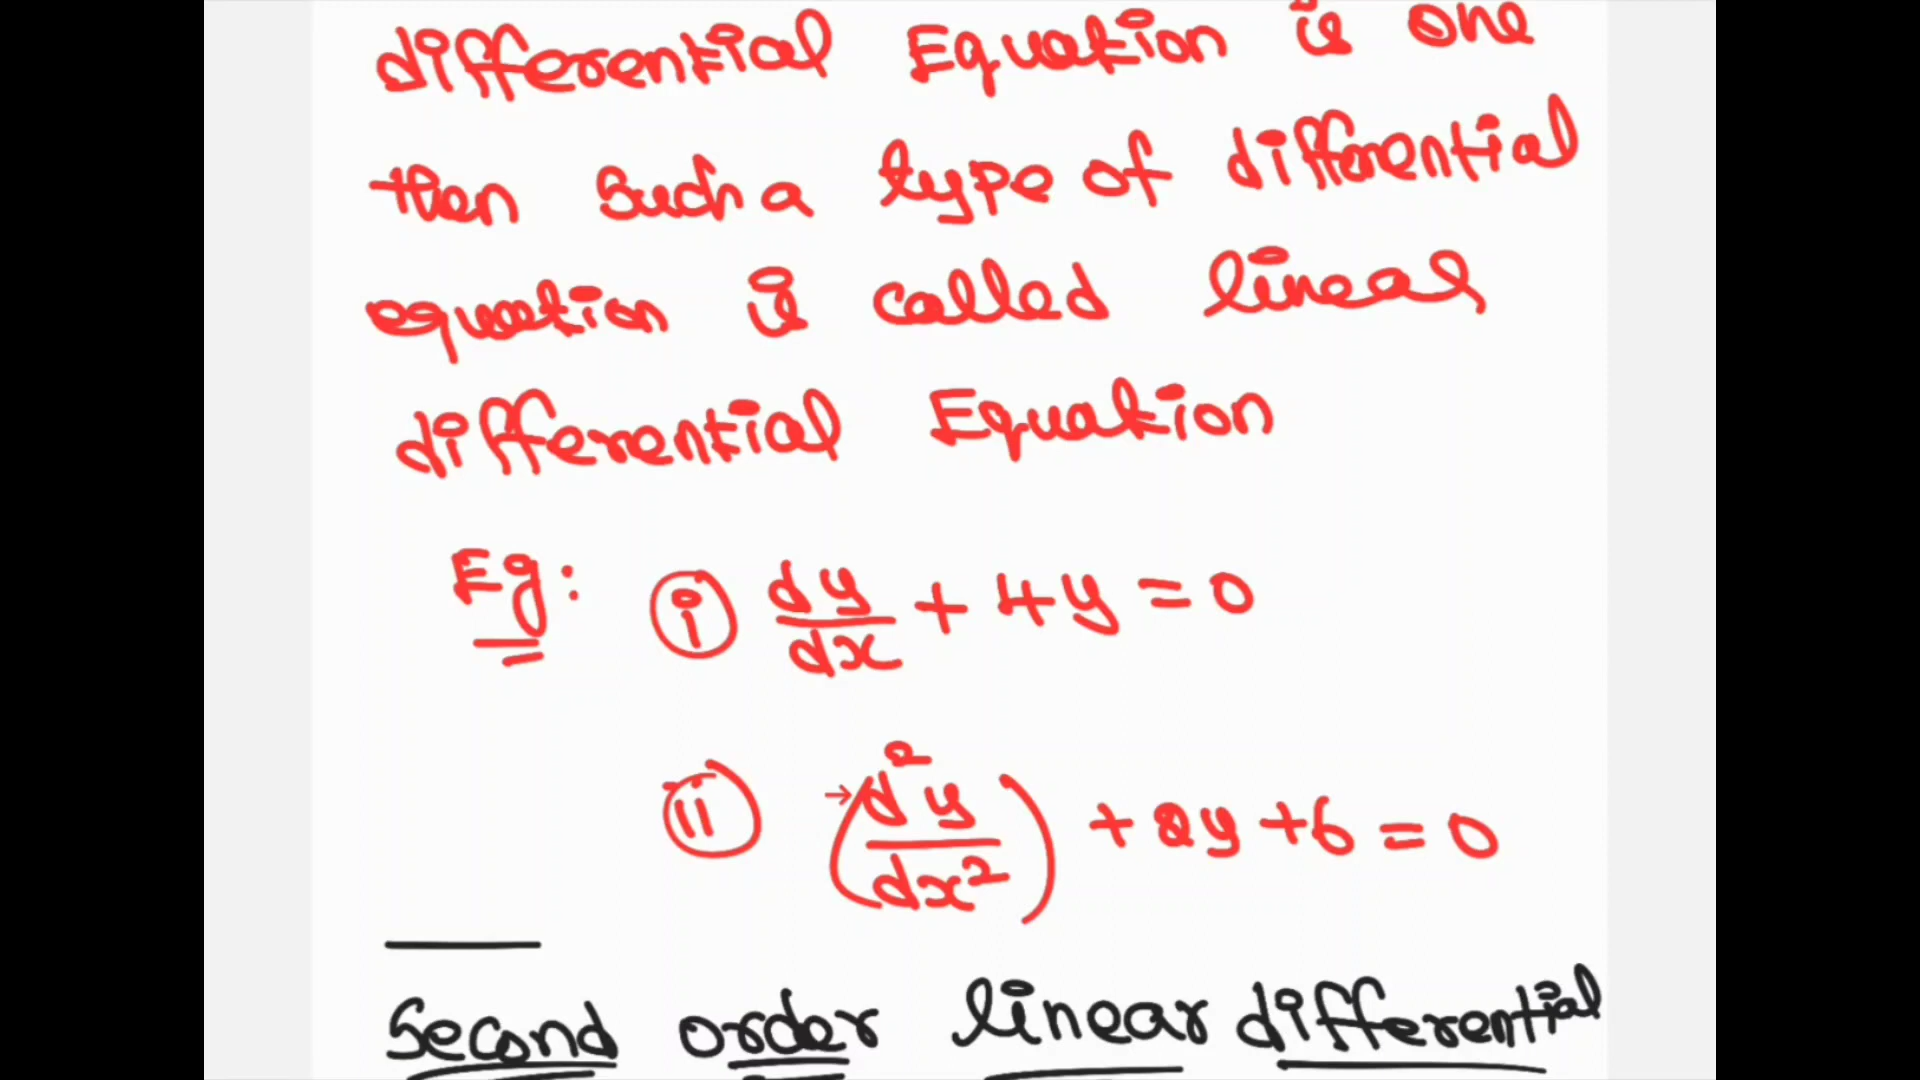 differential Equation is one
then such a type of differential
equation is called linear
differential Equation
Eg: (i) dy/dx + 4y = 0
(ii) → (d²y/dx²) + 2y + 6 = 0
Second order linear differential